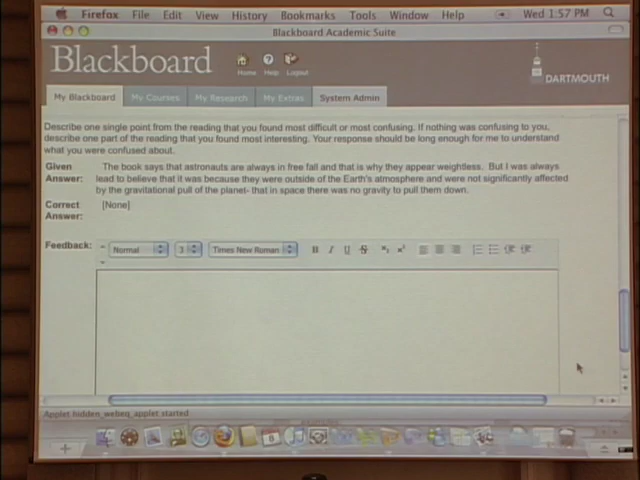 Firefox File Edit View History Bookmarks Tools Window Help Wed 1:57 PM
Blackboard Academic Suite
Blackboard Home Help Logout DARTMOUTH
My Blackboard My Courses My Research My Extras System Admin
Describe one single point from the reading that you found most difficult or most confusing. If nothing was confusing to you,
describe one part of the reading that you found most interesting. Your response should be long enough for me to understand
what you were confused about.
Given Answer: The book says that astronauts are always in free fall and that is why they appear weightless. But I was always
lead to believe that it was because they were outside of the Earth's atmosphere and were not significantly affected
by the gravitational pull of the planet- that in space there was no gravity to pull them down.
Correct Answer: [None]
Feedback: Normal 3 Times New Roman B I U S
Applet hidden_webeq_applet started
8